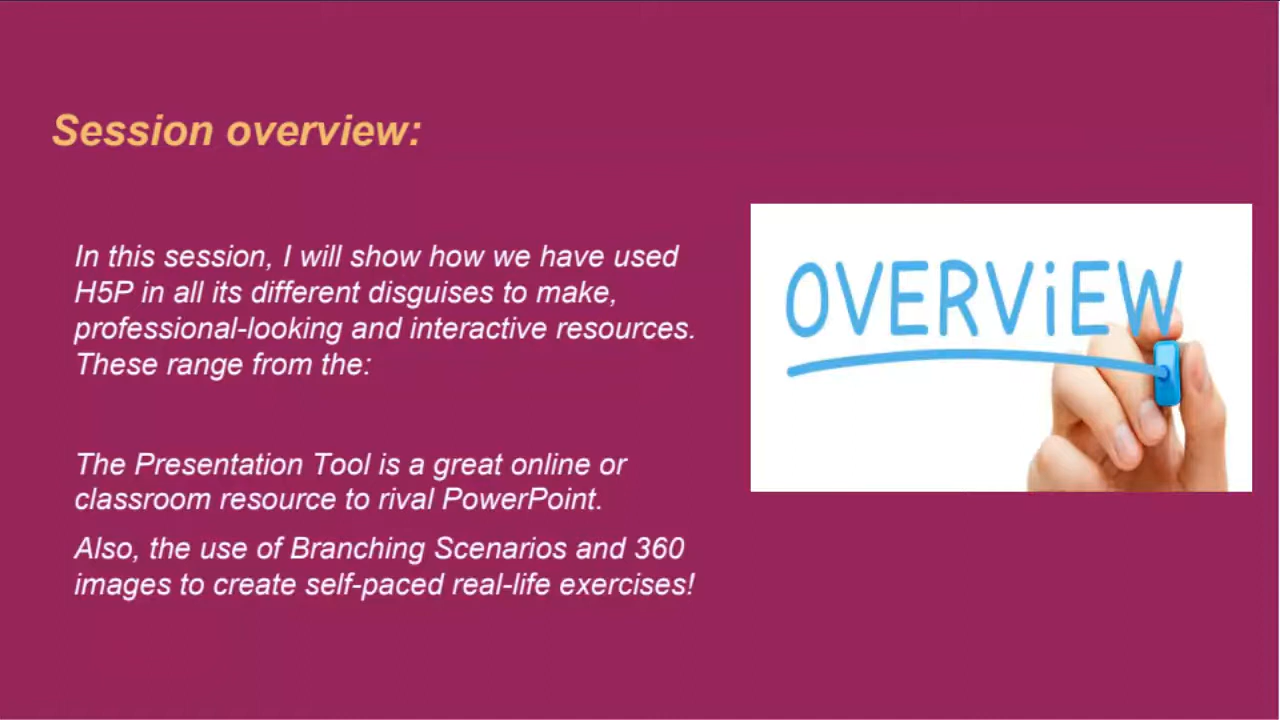 Session overview:
In this session, I will show how we have used
H5P in all its different disguises to make,
professional-looking and interactive resources.
These range from the:
The Presentation Tool is a great online or
classroom resource to rival PowerPoint.
Also, the use of Branching Scenarios and 360
images to create self-paced real-life exercises!
OVERViEW